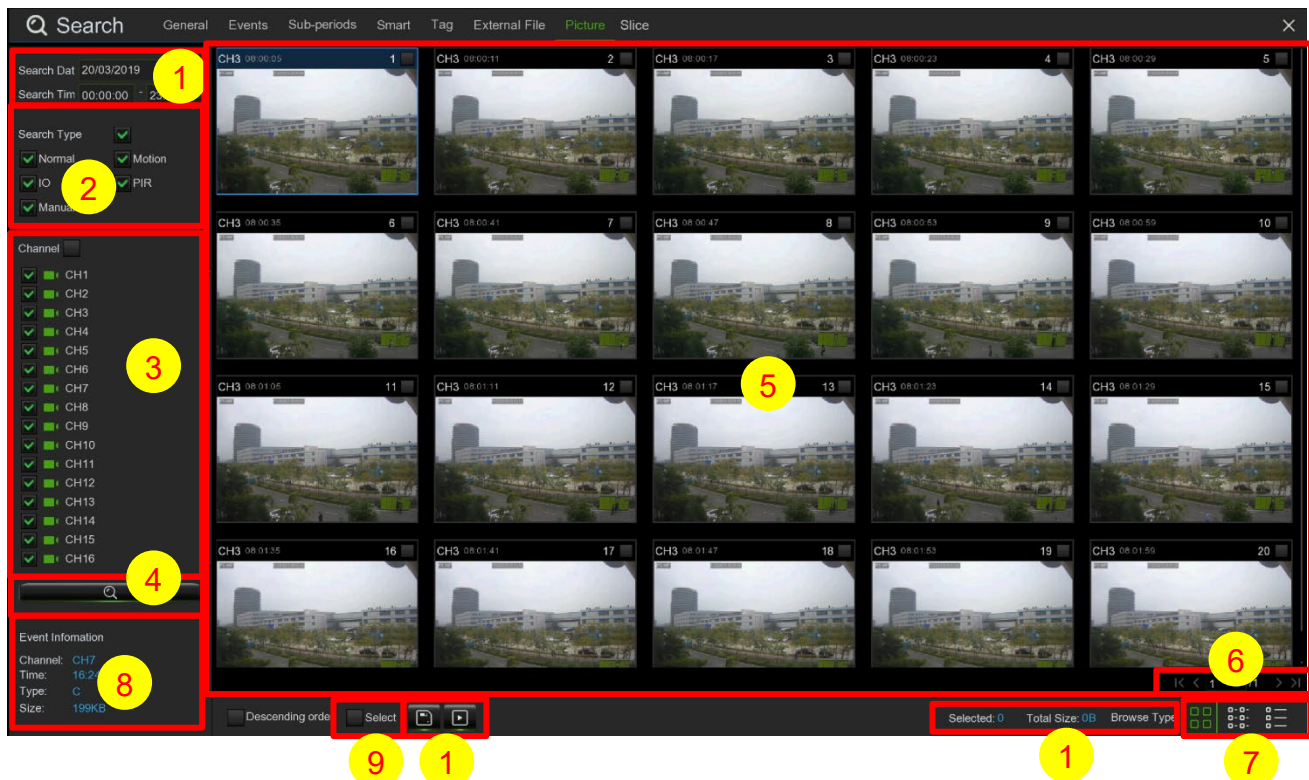 Search General Events Sub-periods Smart Tag External File Picture Slice
Search Dat 20/03/2019
1
Search Tim 00:00:00 -
Search Type
Normal Motion
IO PIR
2
Manua
Channel
CH1
CH2
CH3
CH4
CH5
CH6
CH7
CH8
CH9
CH10
CH11
CH12
CH13
CH14
CH15
CH16
3
4
Event Infomation
Channel: CH7
Time: 16:24
Type: C
Size: 199KB
8
CH3 08:00:05 1
CH3 08:00:11 2
CH3 08:00:17 3
CH3 08:00:23 4
CH3 08:00:29 5
CH3 08:00:35 6
CH3 08:00:41 7
CH3 08:00:47 8
CH3 08:00:53 9
CH3 08:00:59 10
CH3 08:01:05 11
CH3 08:01:11 12
CH3 08:01:17 13
CH3 08:01:23 14
CH3 08:01:29 15
5
CH3 08:01:35 16
CH3 08:01:41 17
CH3 08:01:47 18
CH3 08:01:53 19
CH3 08:01:59 20
6
1 /1
Descending orde Select
Selected: 0 Total Size: 0B Browse Type
9
1
1
7